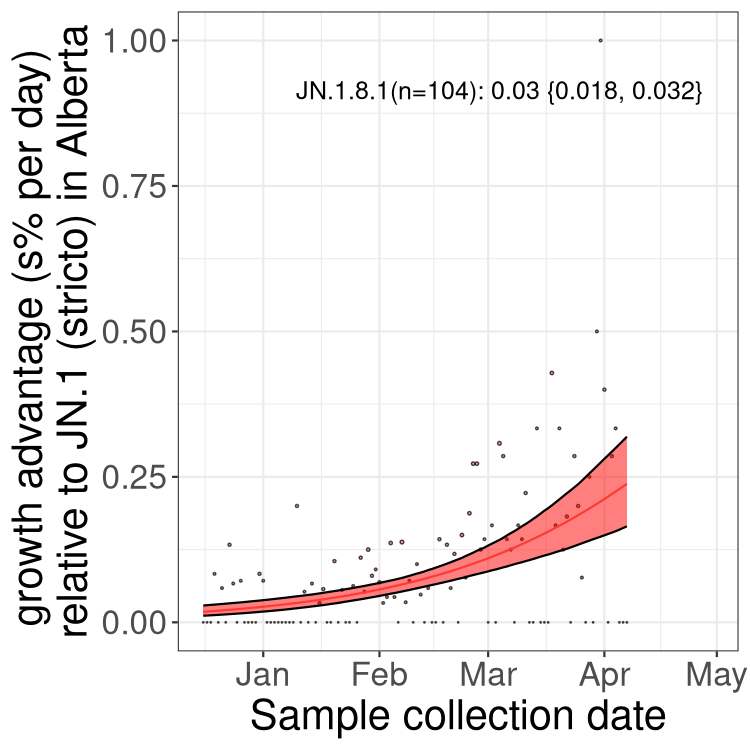 growth advantage (s% per day)
relative to JN.1 (stricto) in Alberta
1.00
0.75
0.50
0.25
0.00
JN.1.8.1(n=104): 0.03 {0.018, 0.032}
Jan Feb Mar Apr May
Sample collection date